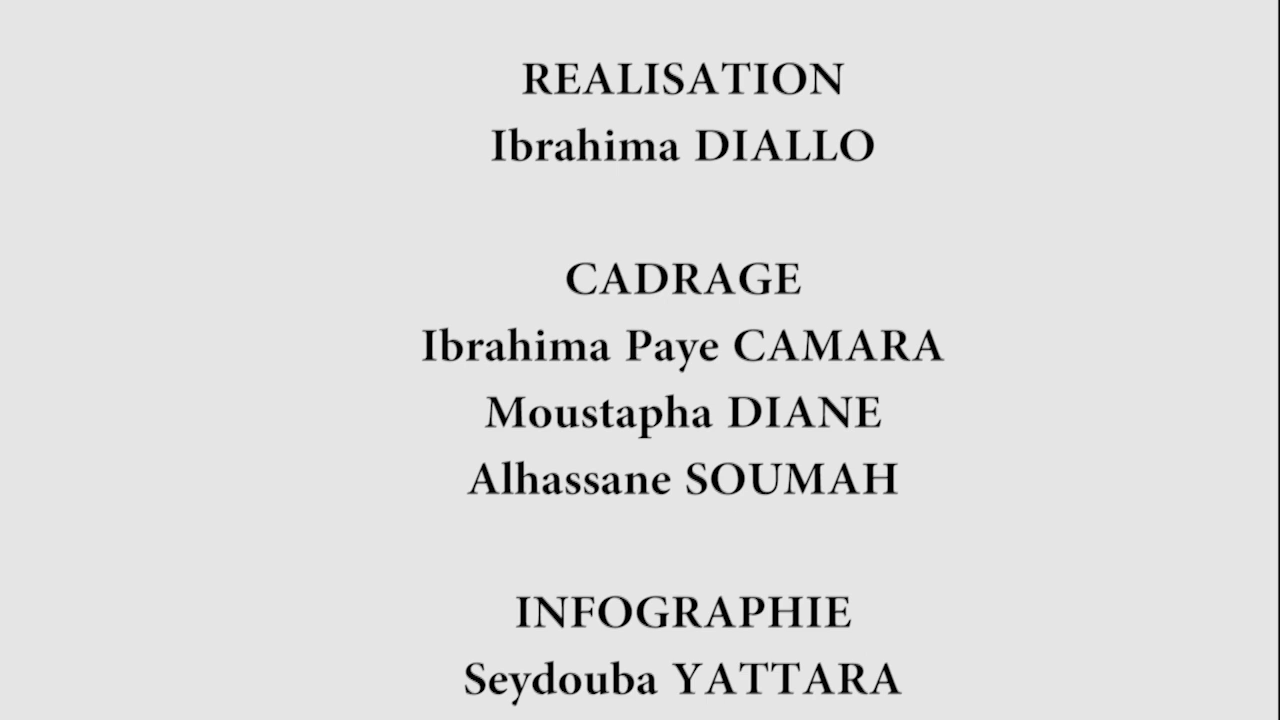 REALISATION
Ibrahima DIALLO
CADRAGE
Ibrahima Paye CAMARA
Moustapha DIANE
Alhassane SOUMAH
INFOGRAPHIE
Seydouba YATTARA